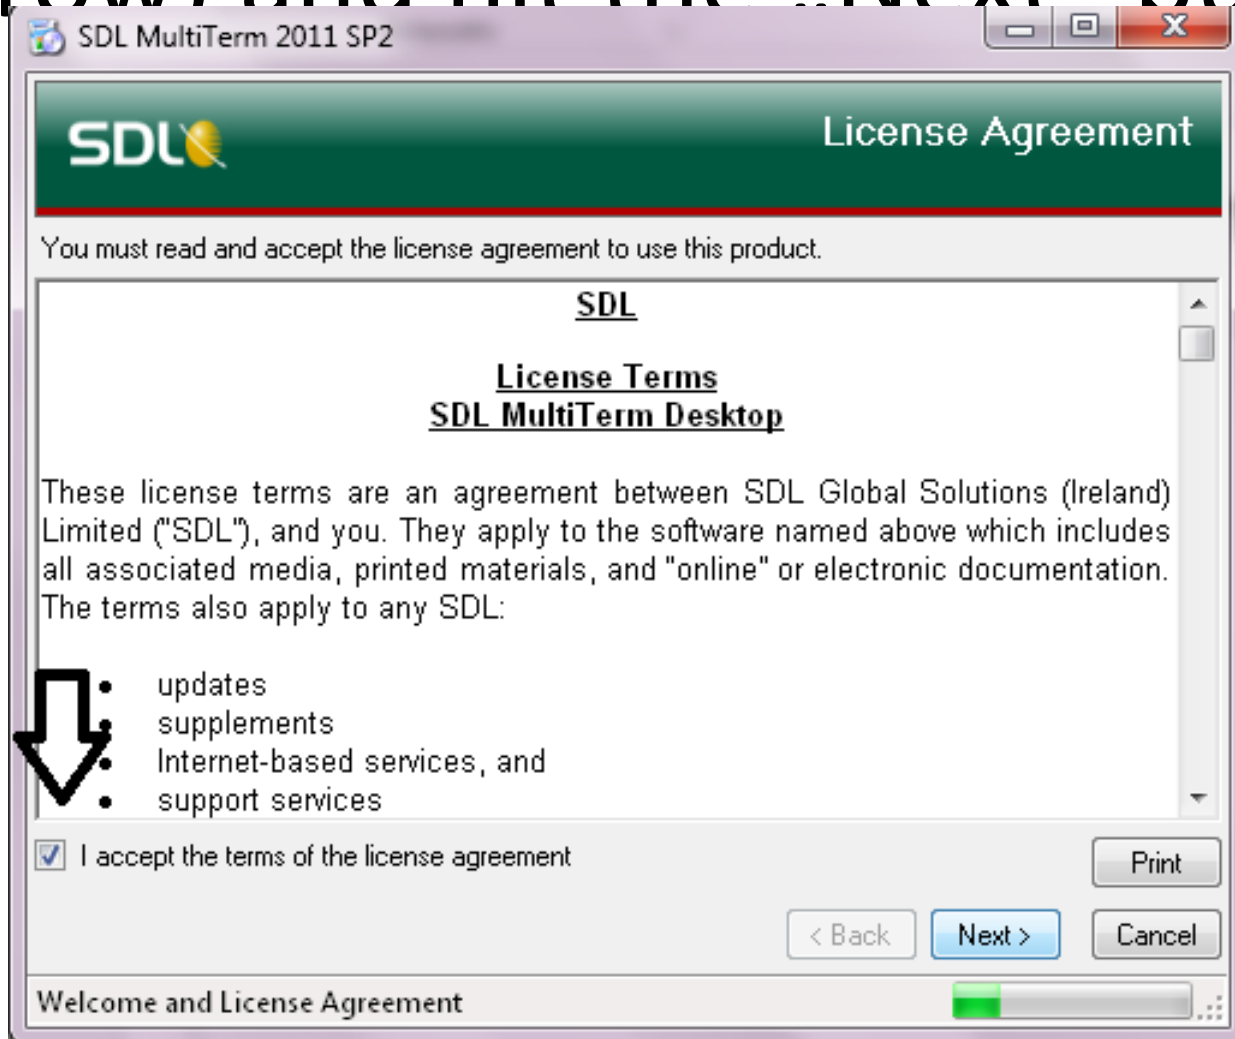 SDL MultiTerm 2011 SP2
SDL
License Agreement
You must read and accept the license agreement to use this product.
SDL
License Terms
SDL MultiTerm Desktop
These license terms are an agreement between SDL Global Solutions (Ireland)
Limited ("SDL"), and you. They apply to the software named above which includes
all associated media, printed materials, and "online" or electronic documentation.
The terms also apply to any SDL:
• updates
• supplements
• Internet-based services, and
• support services
I accept the terms of the license agreement
Print
< Back
Next >
Cancel
Welcome and License Agreement